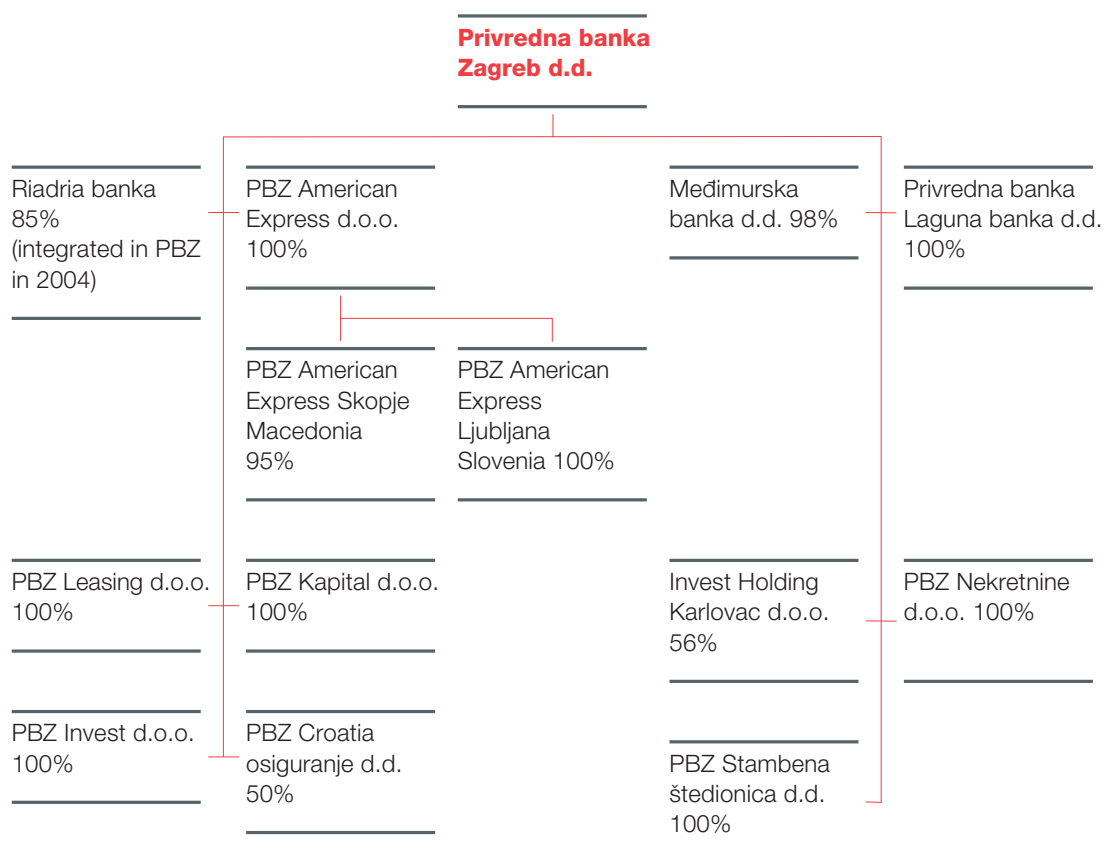 Privredna banka
Zagreb d.d.
Riadria banka
85%
(integrated in PBZ
in 2004)
PBZ American
Express d.o.o.
100%
Međimurska
banka d.d. 98%
Privredna banka
Laguna banka d.d.
100%
PBZ American
Express Skopje
Macedonia
95%
PBZ American
Express
Ljubljana
Slovenia 100%
PBZ Leasing d.o.o.
100%
PBZ Kapital d.o.o.
100%
Invest Holding
Karlovac d.o.o.
56%
PBZ Nekretnine
d.o.o. 100%
PBZ Invest d.o.o.
100%
PBZ Croatia
osiguranje d.d.
50%
PBZ Stambena
štedionica d.d.
100%